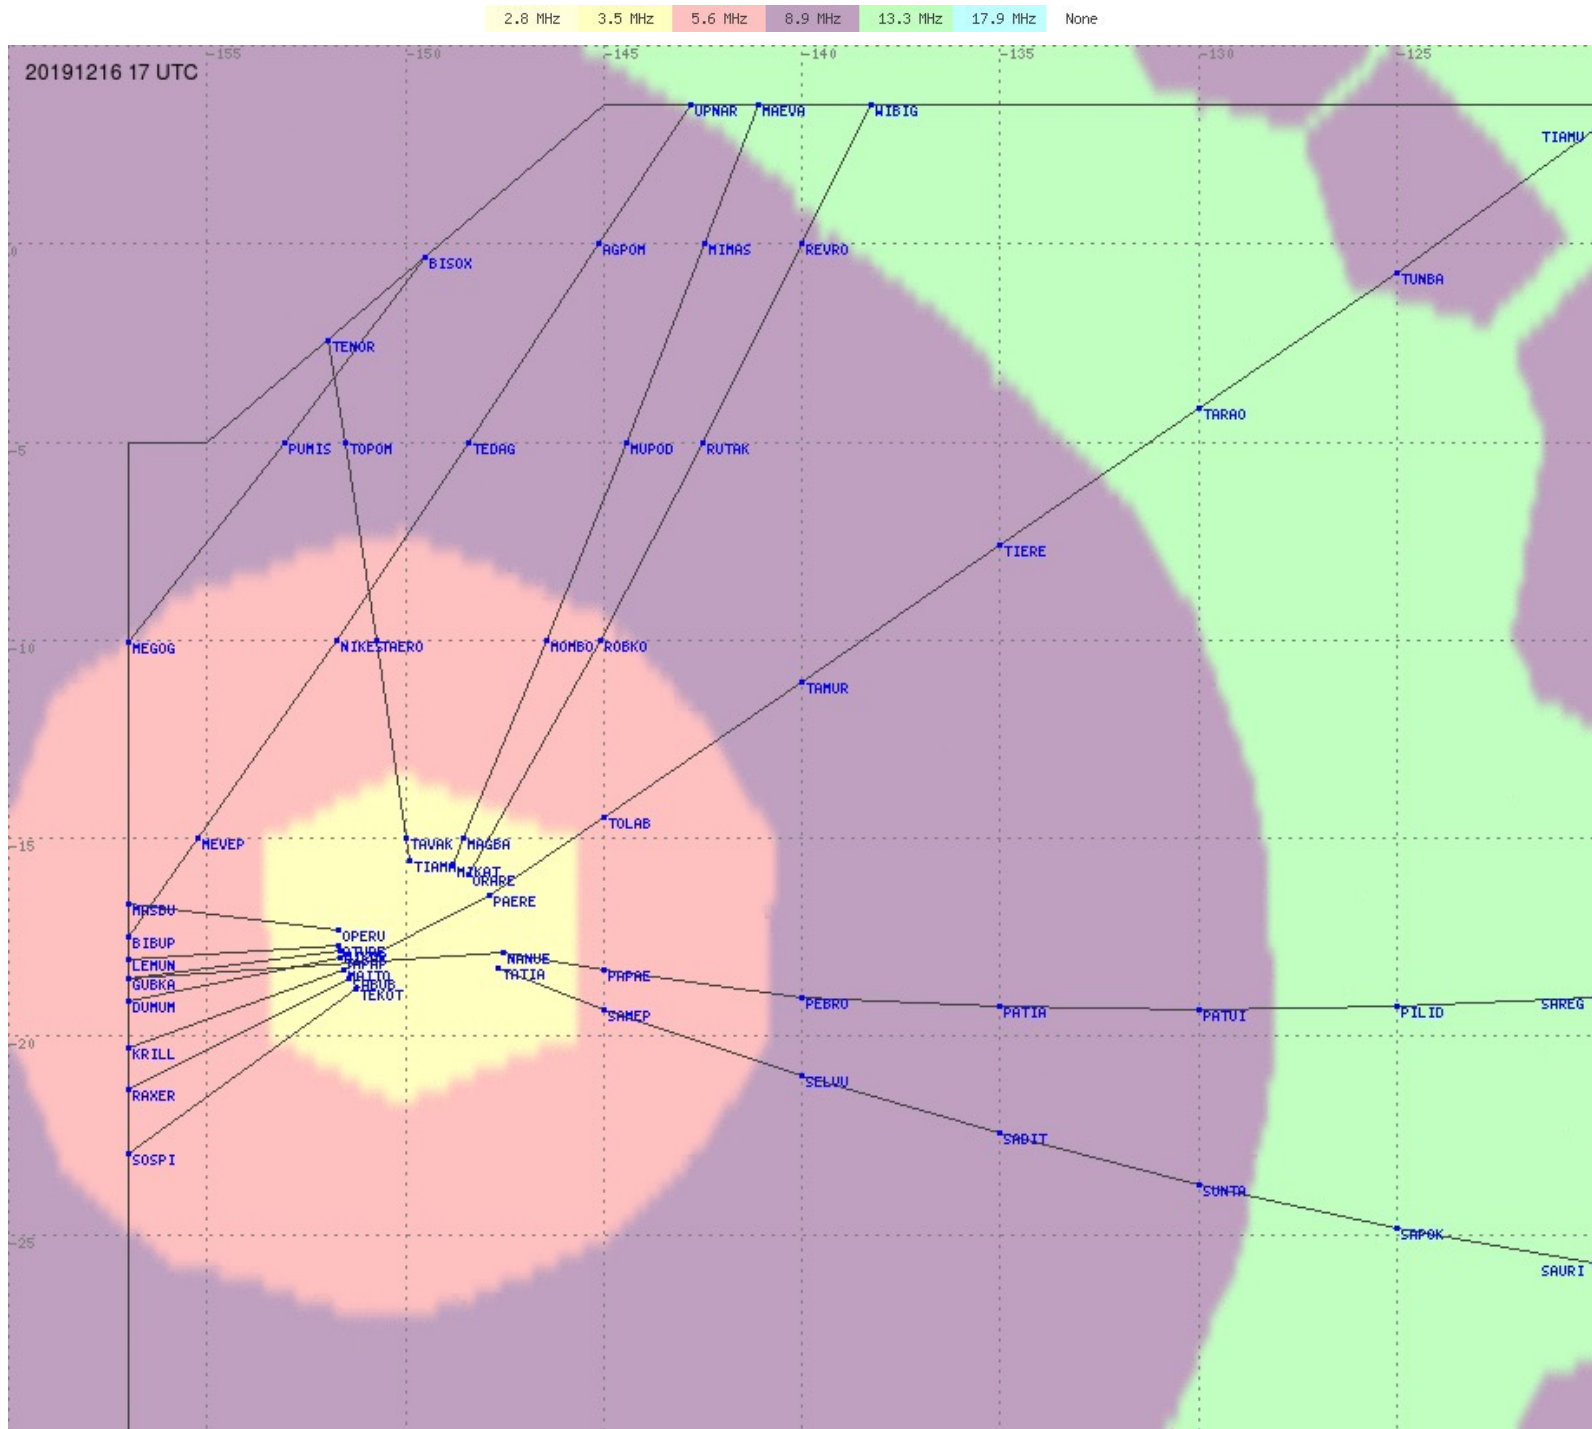 2.8 MHz 3.5 MHz 5.6 MHz 8.9 MHz 13.3 MHz 17.9 MHz None
-155 -150 -145 -140 -135 -130 -125
20191216 17 UTC
UPNAR MAEVA WIBIG
TIAMU
0
AGPOM MIMAS REVRO
BISOX
TUNBA
TENOR
TARAO
-5
PUMIS TOPOM TEDAG MUPOD RUTAK
TIERE
-10
MEGOG NIKES TAERO MOMBO ROBKO
TAMUR
TOLAB
-15
MEVEP TAVAK MAGBA
TIAMA MIKAT
ORARE
PAERE
MASBU
OPERU
BIBUP
NANUE
LEMUN
TATIA PAPAE
GUBKA MAITO
TEKOT
DUMUM PEBRO PATIA PATUI PILID SAREG
SAMEP
-20
KRILL
SELVU
RAXER
SADIT
SOSPI
SUNTA
-25
SAPOK
SAURI